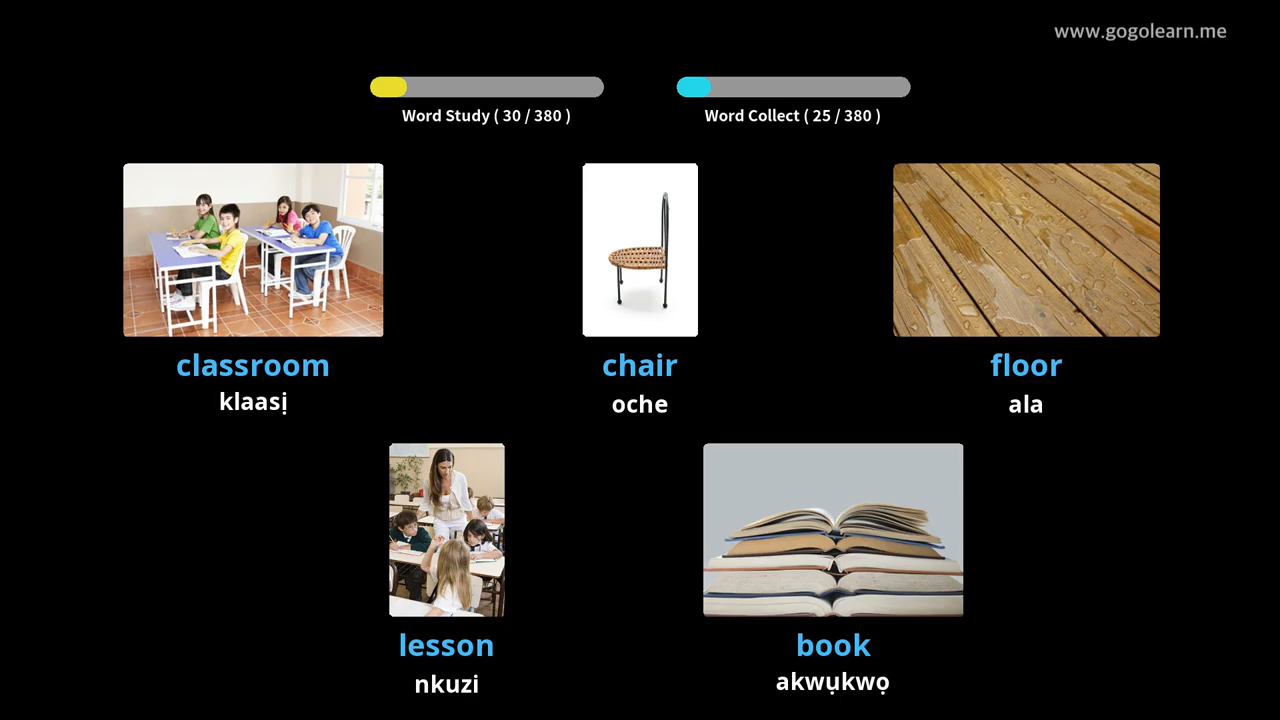 www.gogolearn.me
Word Study ( 30 / 380 )
Word Collect ( 25 / 380 )
classroom
klaasị
chair
oche
floor
ala
lesson
nkuzi
book
akwụkwọ